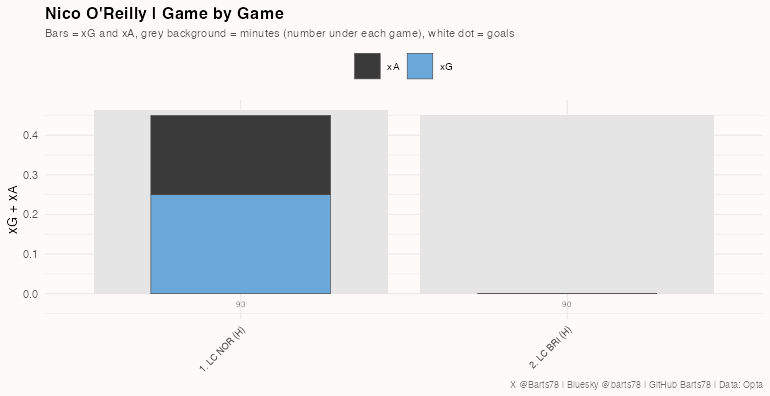 Nico O'Reilly | Game by Game
Bars = xG and xA, grey background = minutes (number under each game), white dot = goals
xA xG
xG + xA
0.4
0.3
0.2
0.1
0.0
93 90
1. LC NOR (H) 2. LC BRI (H)
X @Barts78 | Bluesky @barts78 | GitHub Barts78 | Data: Opta